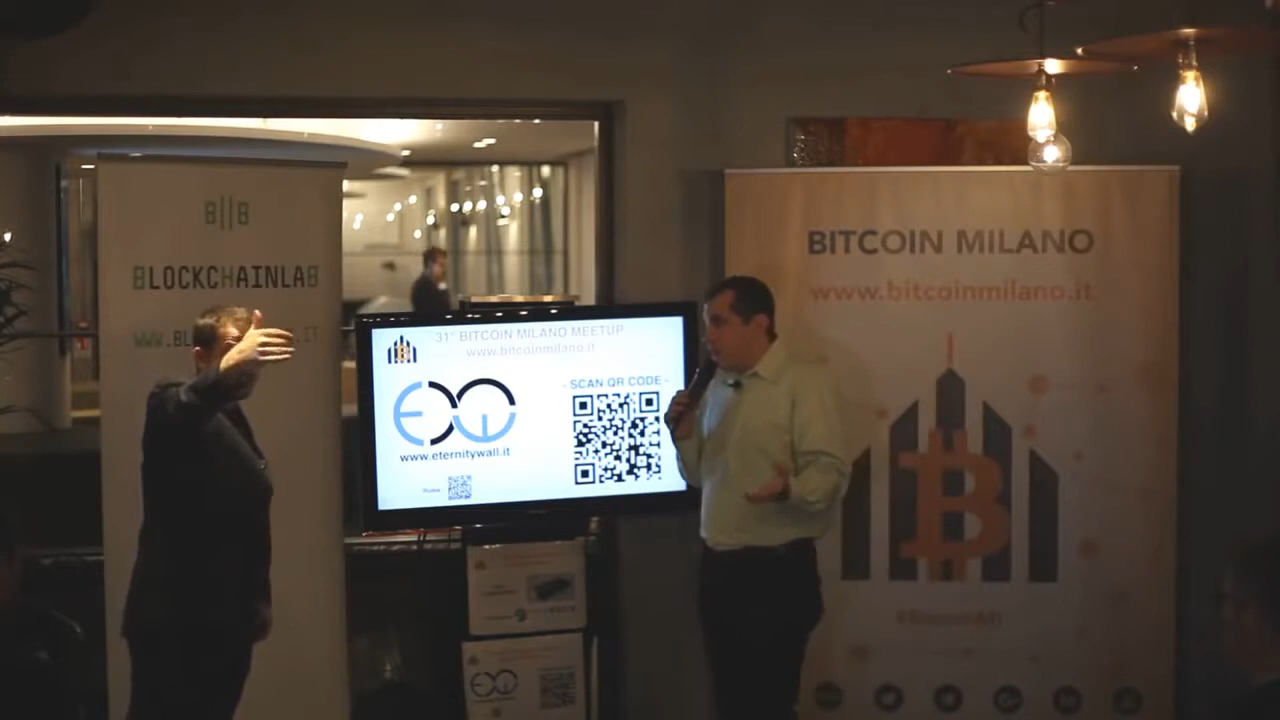 B||B
BLOCKCHAINLAB
31° BITCOIN MILANO MEETUP
www.bitcoinmilano.it
- SCAN QR CODE -
www.eternitywall.it
BITCOIN MILANO
www.bitcoinmilano.it